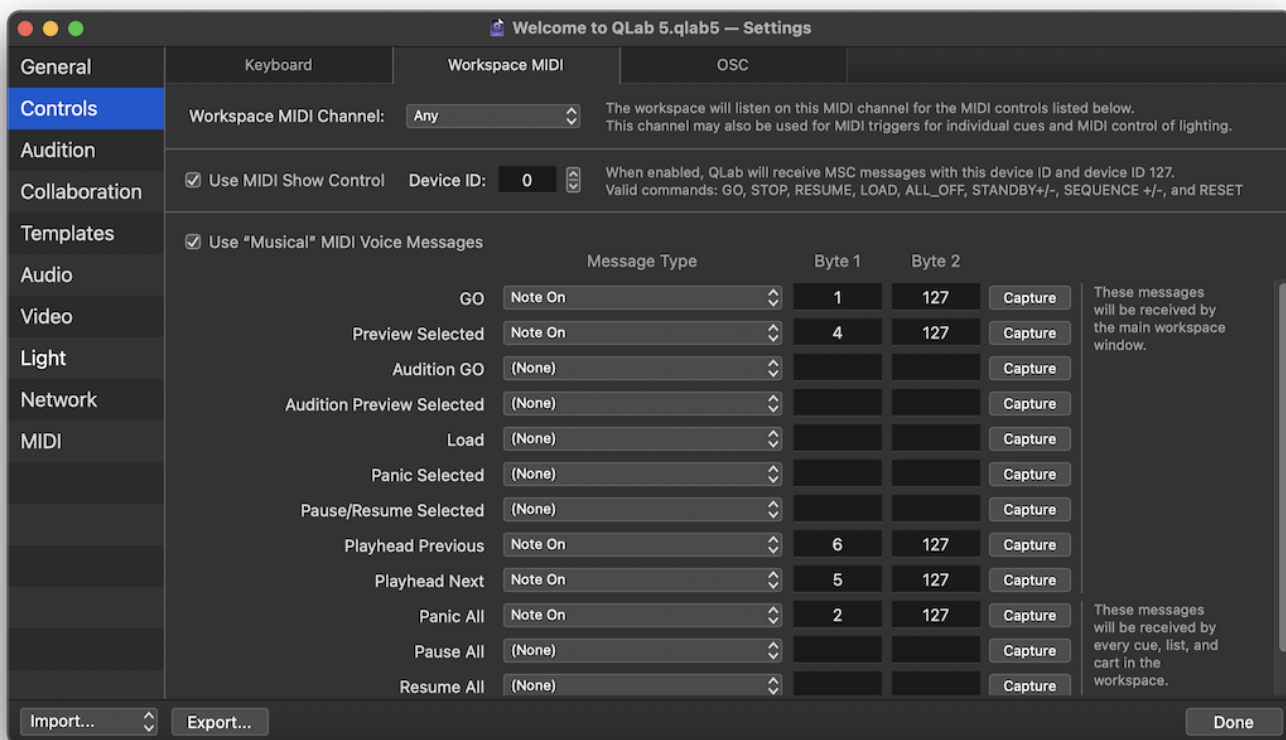 Welcome to QLab 5.qlab5 — Settings
General
Controls
Audition
Collaboration
Templates
Audio
Video
Light
Network
MIDI
Keyboard
Workspace MIDI
OSC
Workspace MIDI Channel: Any
The workspace will listen on this MIDI channel for the MIDI controls listed below.
This channel may also be used for MIDI triggers for individual cues and MIDI control of lighting.
Use MIDI Show Control Device ID: 0
When enabled, QLab will receive MSC messages with this device ID and device ID 127.
Valid commands: GO, STOP, RESUME, LOAD, ALL_OFF, STANDBY+/-, SEQUENCE +/-, and RESET
Use “Musical” MIDI Voice Messages
Message Type Byte 1 Byte 2
GO Note On 1 127 Capture
Preview Selected Note On 4 127 Capture
Audition GO (None) Capture
Audition Preview Selected (None) Capture
Load (None) Capture
Panic Selected (None) Capture
Pause/Resume Selected (None) Capture
Playhead Previous Note On 6 127 Capture
Playhead Next Note On 5 127 Capture
Panic All Note On 2 127 Capture
Pause All (None) Capture
Resume All (None) Capture
These messages
will be received by
the main workspace
window.
These messages
will be received by
every cue, list, and
cart in the
workspace.
Import...
Export...
Done